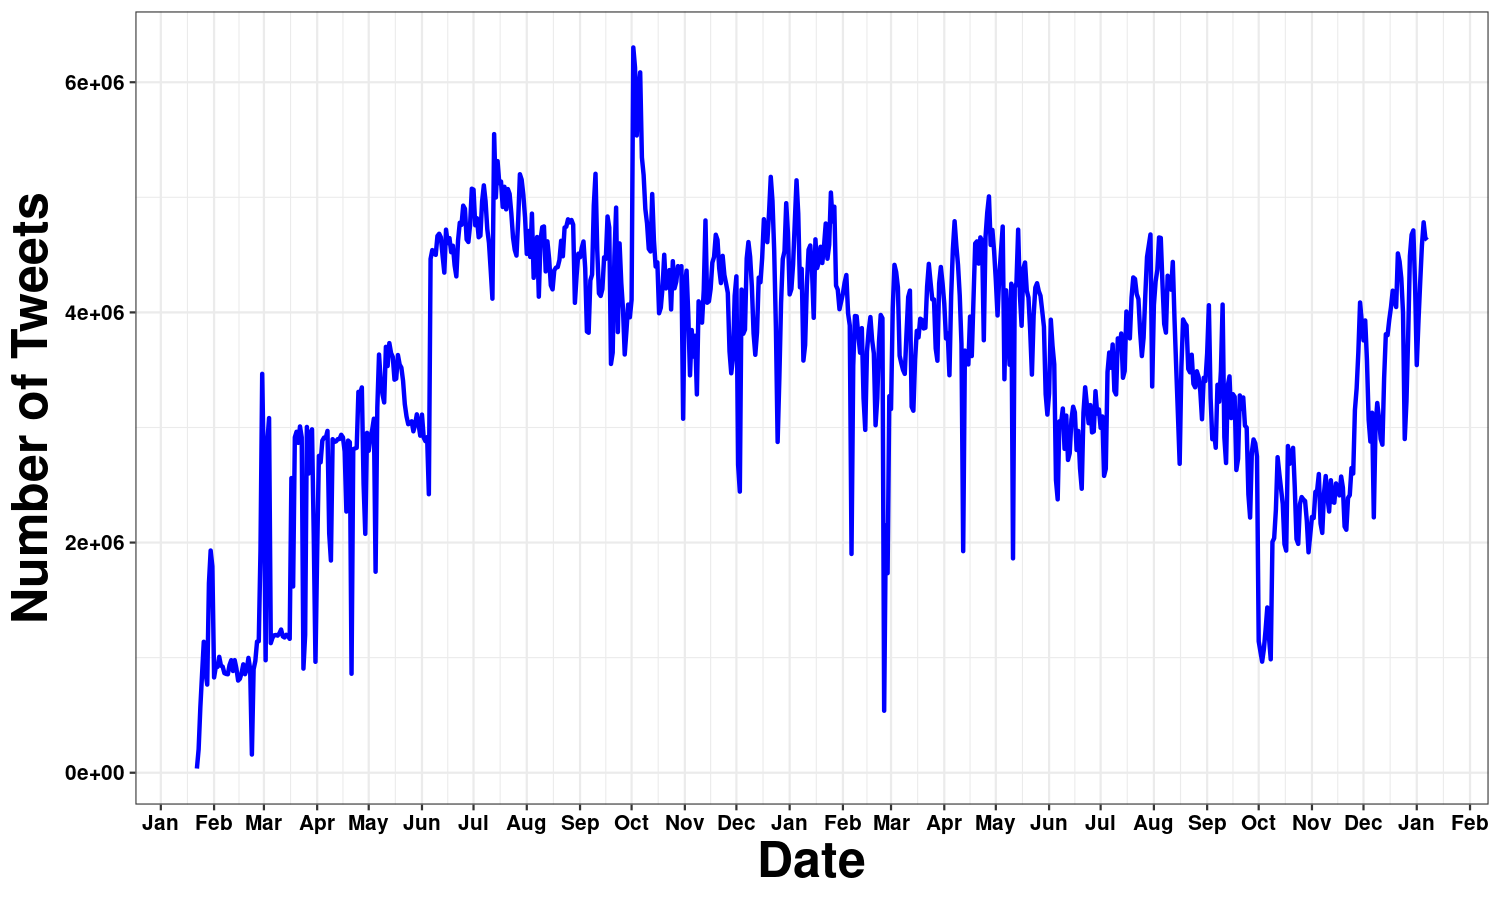 Number of Tweets
6e+06
4e+06
2e+06
0e+00
Jan Feb Mar Apr May Jun Jul Aug Sep Oct Nov Dec Jan Feb Mar Apr May Jun Jul Aug Sep Oct Nov Dec Jan Feb
Date